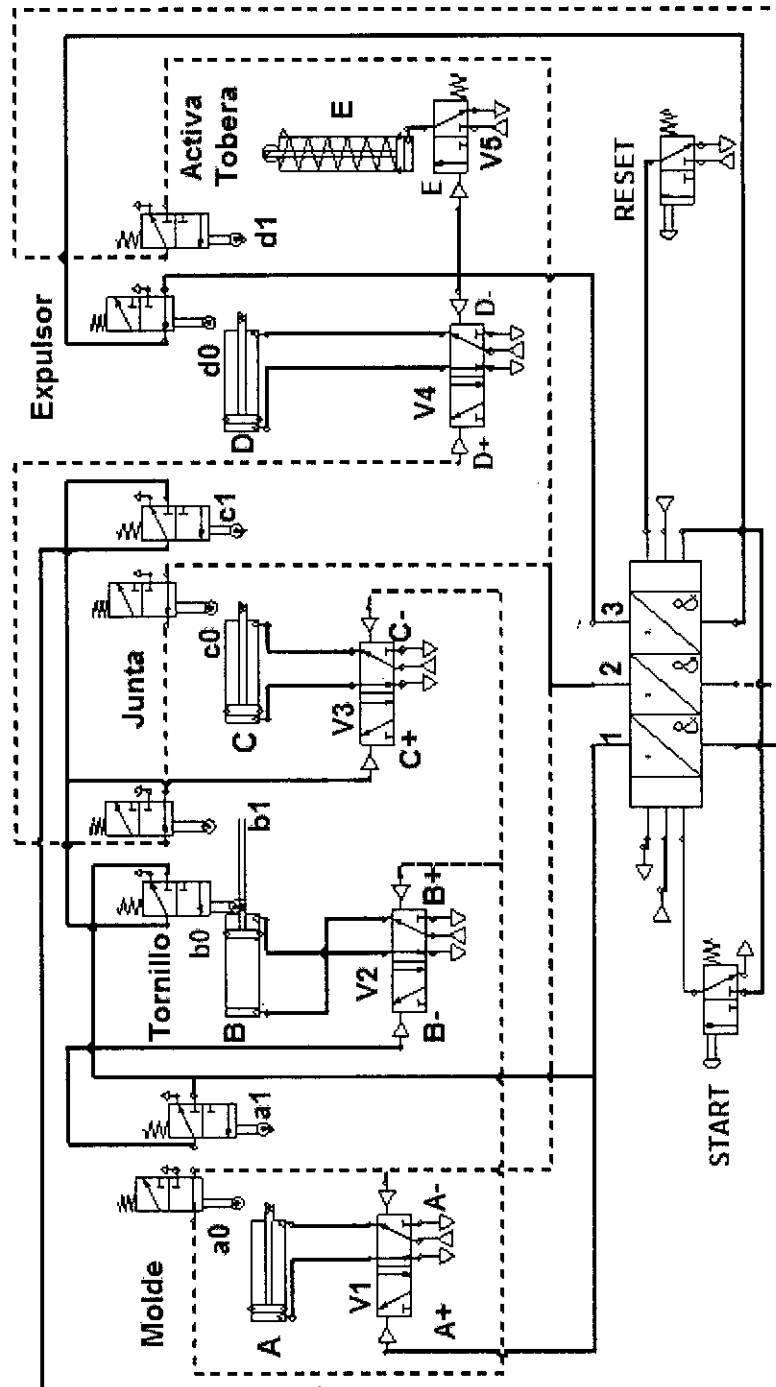 Molde
Tornillo
Junta
Expulsor
Activa
Tobera
a0
a1
b0
b1
c0
c1
d0
d1
A
B
C
D
E
V1
V2
V3
V4
E
V5
A+
A-
B-
B+
C+
C-
D+
D-
1
2
3
&
&
&
START
RESET